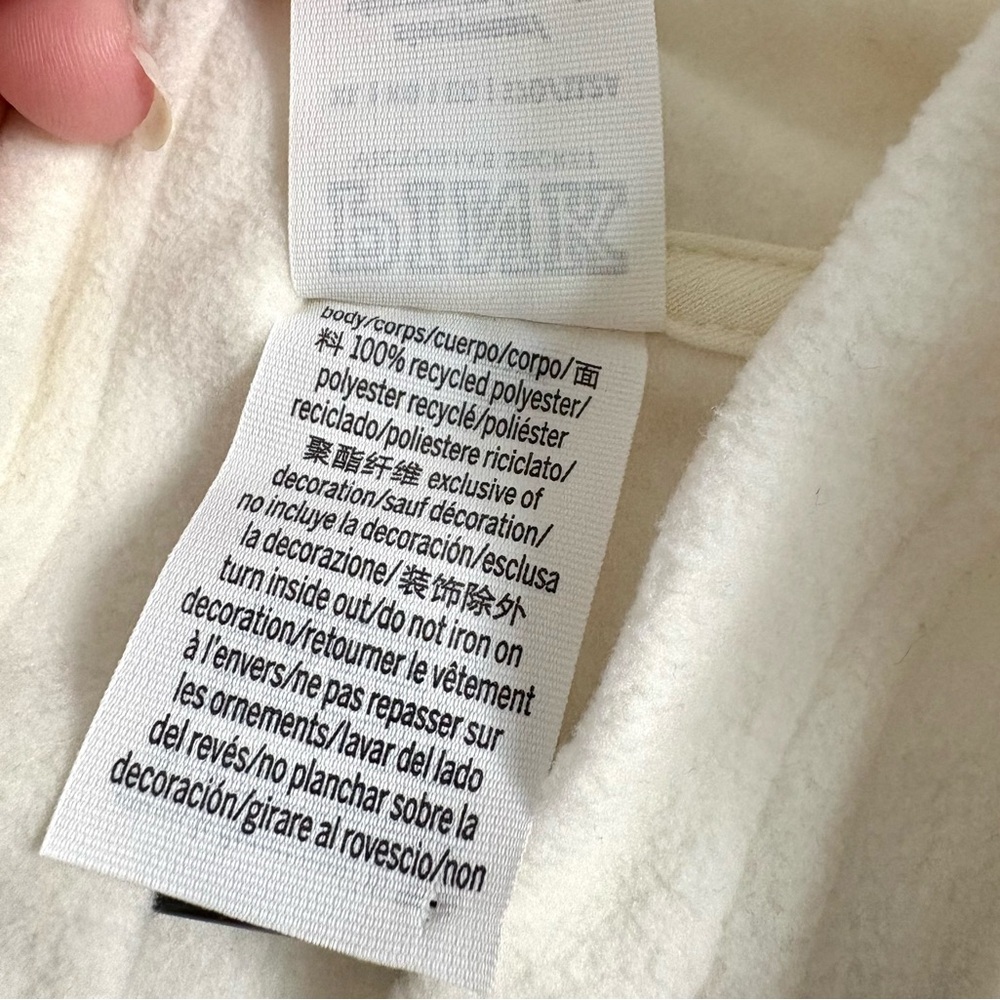 PINK
body/corps/cuerpo/corpo/面
料 100% recycled polyester/
polyester recyclé/poliéster
reciclado/poliestere riciclato/
聚酯纤维 exclusive of
decoration/sauf décoration/
no incluye la decoración/esclusa
la decorazione/装饰除外
turn inside out/do not iron on
decoration/retourner le vêtement
à l'envers/ne pas repasser sur
les ornements/lavar del lado
del revés/no planchar sobre la
decoración/girare al rovescio/non